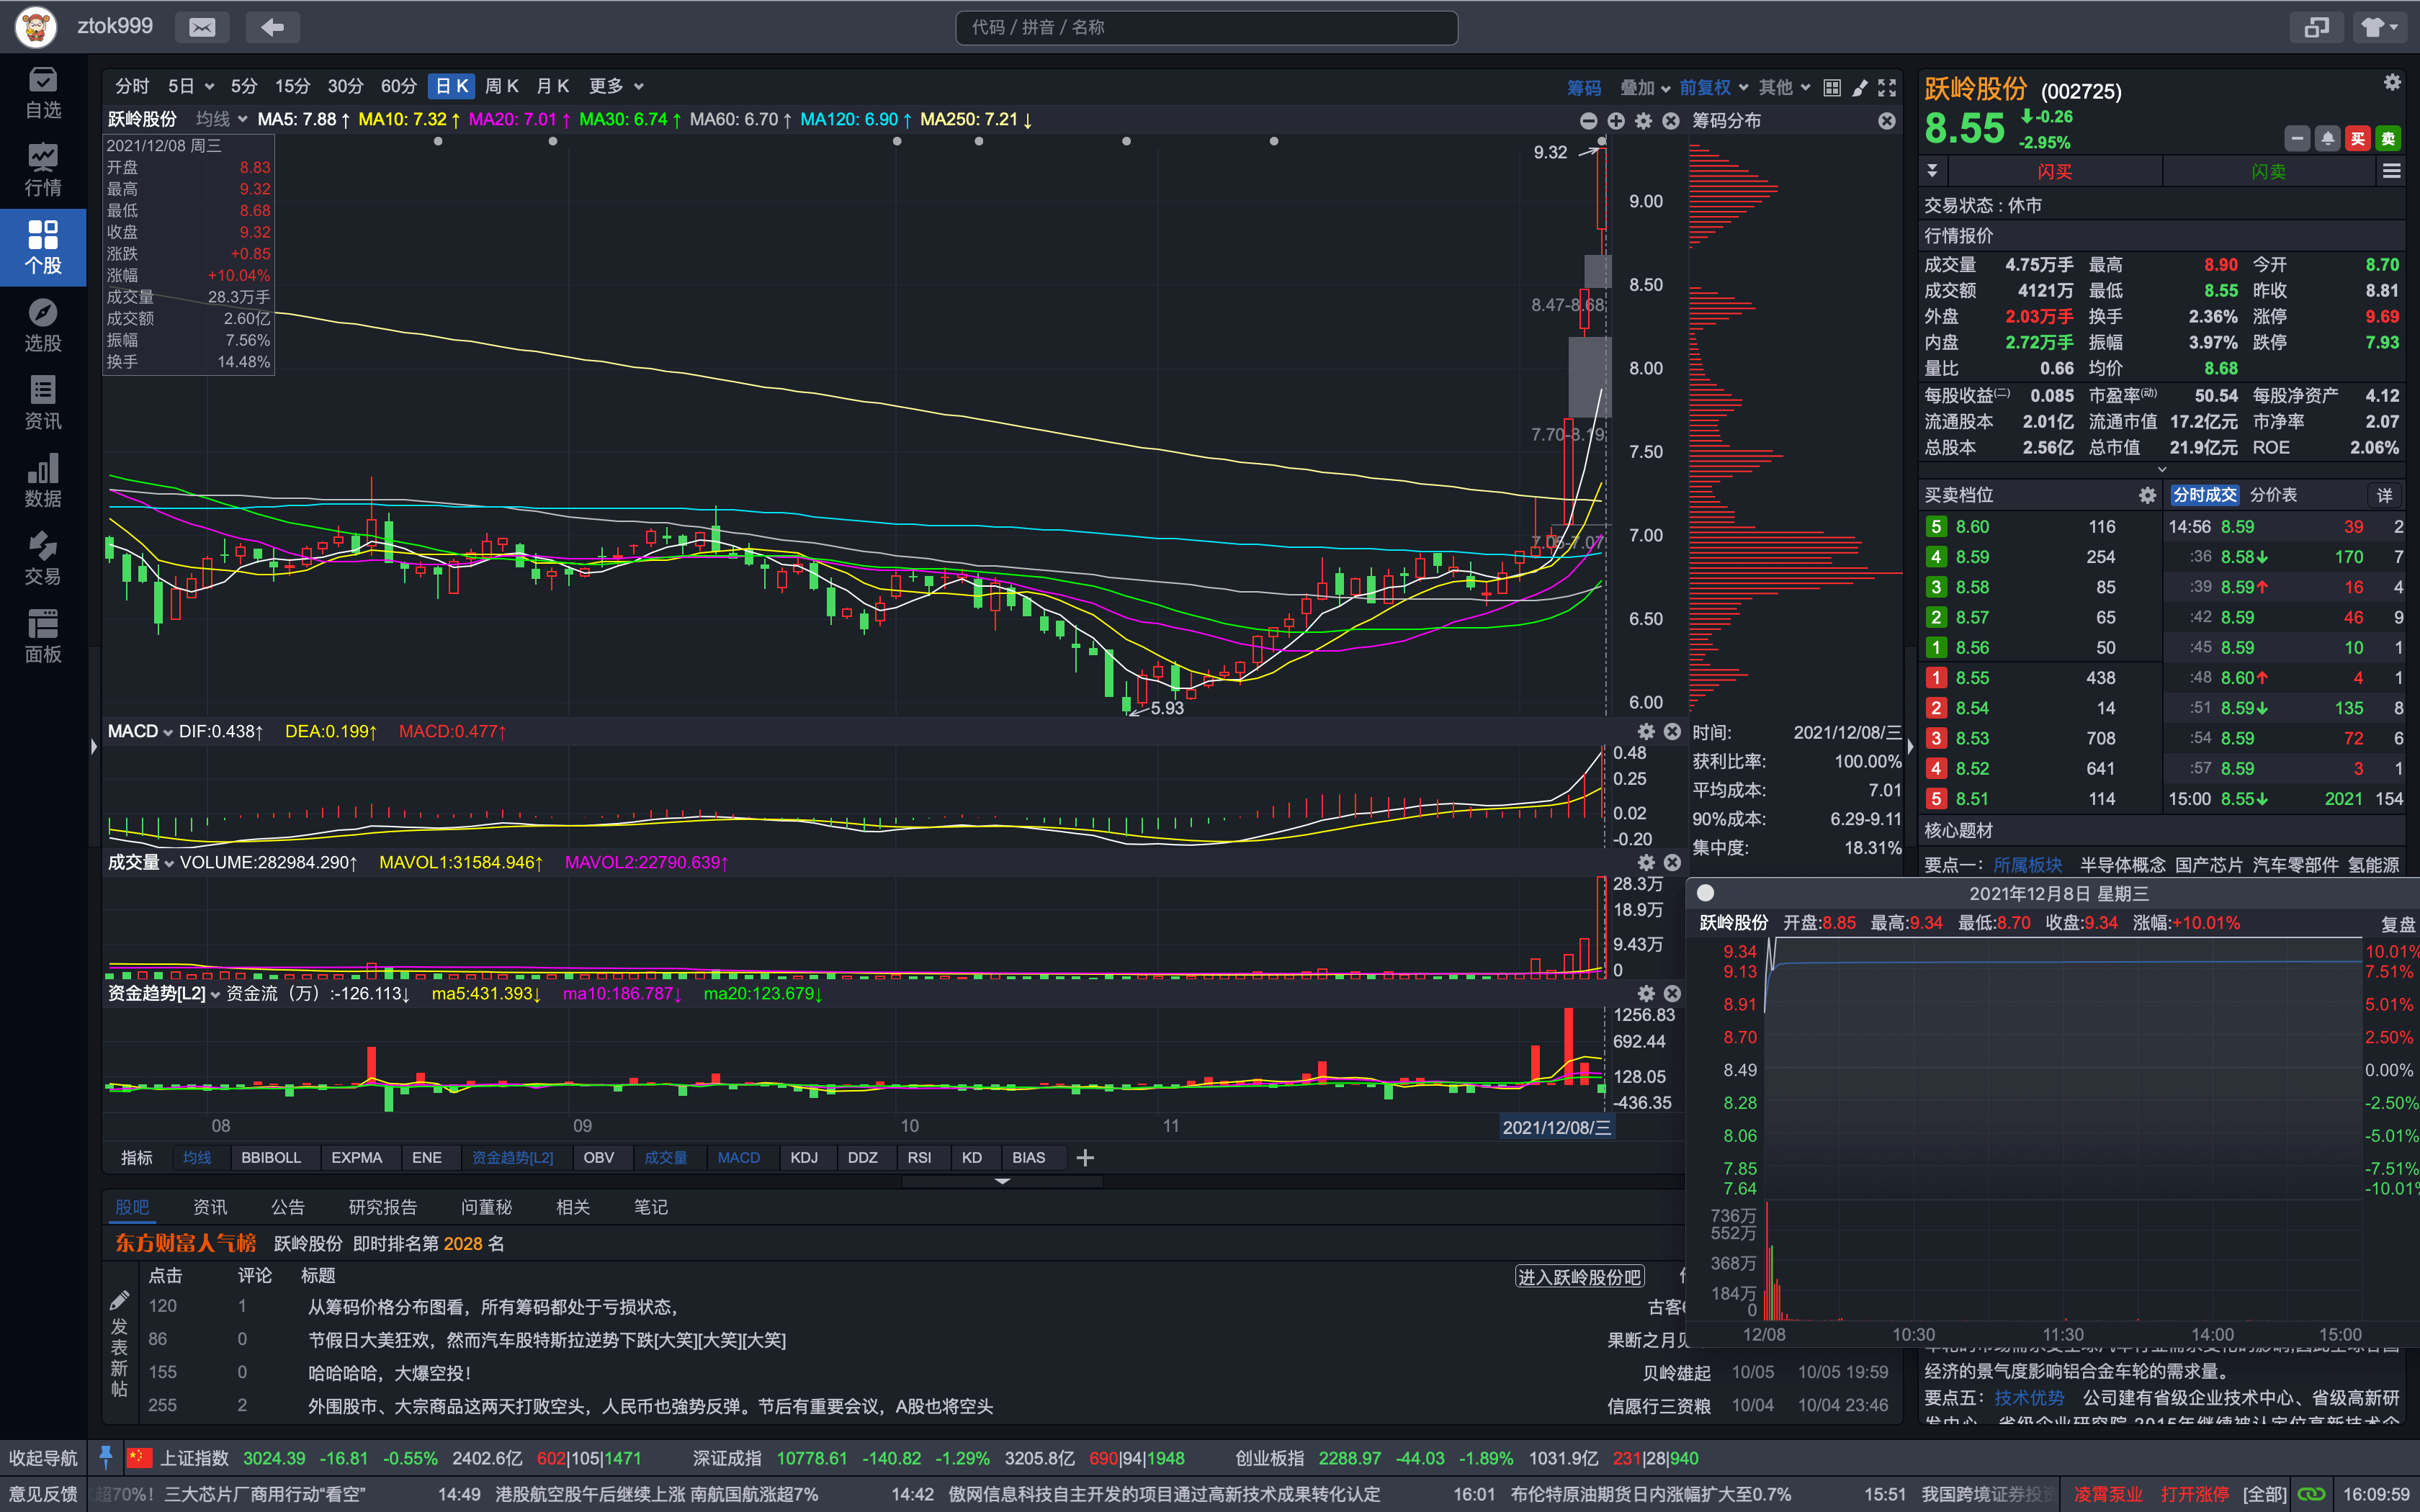 ztok999
代码 / 拼音 / 名称
自选
行情
个股
选股
资讯
数据
交易
面板
分时 5日 5分 15分 30分 60分 日K 周K 月K 更多
筹码 叠加 前复权 其他
跃岭股份 均线 MA5: 7.88↑ MA10: 7.32↑ MA20: 7.01↑ MA30: 6.74↑ MA60: 6.70↑ MA120: 6.90↑ MA250: 7.21↓
筹码分布
2021/12/08 周三
开盘 8.83
最高 9.32
最低 8.68
收盘 9.32
涨跌 +0.85
涨幅 +10.04%
成交量 28.3万手
成交额 2.60亿
振幅 7.56%
换手 14.48%
9.32
8.47-8.68
7.70-8.19
7.05-7.07
5.93
9.00
8.50
8.00
7.50
7.00
6.50
6.00
MACD DIF:0.438↑ DEA:0.199↑ MACD:0.477↑
0.48
0.25
0.02
-0.20
成交量 VOLUME:282984.290↑ MAVOL1:31584.946↑ MAVOL2:22790.639↑
28.3万
18.9万
9.43万
0
资金趋势[L2] 资金流（万）:-126.113↓ ma5:431.393↓ ma10:186.787↓ ma20:123.679↓
1256.83
692.44
128.05
-436.35
08 09 10 11 2021/12/08/三
指标 均线 BBIBOLL EXPMA ENE 资金趋势[L2] OBV 成交量 MACD KDJ DDZ RSI KD BIAS
时间: 2021/12/08/三
获利比率: 100.00%
平均成本: 7.01
90%成本: 6.29-9.11
集中度: 18.31%
股吧 资讯 公告 研究报告 问董秘 相关 笔记
东方财富人气榜 跃岭股份 即时排名第 2028 名
点击 评论 标题 进入跃岭股份吧
发表新帖
120 1 从筹码价格分布图看，所有筹码都处于亏损状态， 古客
86 0 节假日大美狂欢，然而汽车股特斯拉逆势下跌[大笑][大笑][大笑] 果断之月
155 0 哈哈哈哈，大爆空投！ 贝岭雄起 10/05 10/05 19:59
255 2 外围股市、大宗商品这两天打败空头，人民币也強势反弹。节后有重要会议，A股也将空头 信愿行三资粮 10/04 10/04 23:46
跃岭股份 (002725)
8.55 -0.26
-2.95%
买 卖
闪买 闪卖
交易状态 : 休市
行情报价
成交量 4.75万手 最高 8.90 今开 8.70
成交额 4121万 最低 8.55 昨收 8.81
外盘 2.03万手 换手 2.36% 涨停 9.69
内盘 2.72万手 振幅 3.97% 跌停 7.93
量比 0.66 均价 8.68
每股收益(二) 0.085 市盈率(动) 50.54 每股净资产 4.12
流通股本 2.01亿 流通市值 17.2亿元 市净率 2.07
总股本 2.56亿 总市值 21.9亿元 ROE 2.06%
买卖档位 分时成交 分价表 详
5 8.60 116 14:56 8.59 39 2
4 8.59 254 :36 8.58↓ 170 7
3 8.58 85 :39 8.59↑ 16 4
2 8.57 65 :42 8.59 46 9
1 8.56 50 :45 8.59 10 1
1 8.55 438 :48 8.60↑ 4 1
2 8.54 14 :51 8.59↓ 135 8
3 8.53 708 :54 8.59 72 6
4 8.52 641 :57 8.59 3 1
5 8.51 114 15:00 8.55↓ 2021 154
核心题材
要点一： 所属板块 半导体概念 国产芯片 汽车零部件 氢能源
2021年12月8日 星期三
跃岭股份 开盘:8.85 最高:9.34 最低:8.70 收盘:9.34 涨幅:+10.01% 复盘
9.34 10.01%
9.13 7.51%
8.91 5.01%
8.70 2.50%
8.49 0.00%
8.28 -2.50%
8.06 -5.01%
7.85 -7.51%
7.64 -10.01%
736万
552万
368万
184万
0
12/08 10:30 11:30 14:00 15:00
经济的景气度影响铝合金车轮的需求量。
要点五： 技术优势 公司建有省级企业技术中心、省级高新研
发中心、省级企业研究院,2015年继续被认定位高新技术企
收起导航 上证指数 3024.39 -16.81 -0.55% 2402.6亿 602|105|1471 深证成指 10778.61 -140.82 -1.29% 3205.8亿 690|94|1948 创业板指 2288.97 -44.03 -1.89% 1031.9亿 231|28|940
意见反馈 超70%！三大芯片厂商用行动“看空” 14:49 港股航空股午后继续上涨 南航国航涨超7% 14:42 傲网信息科技自主开发的项目通过高新技术成果转化认定 16:01 布伦特原油期货日内涨幅扩大至0.7% 15:51 我国跨境证券投资 凌霄泵业 打开涨停 [全部] 16:09:59